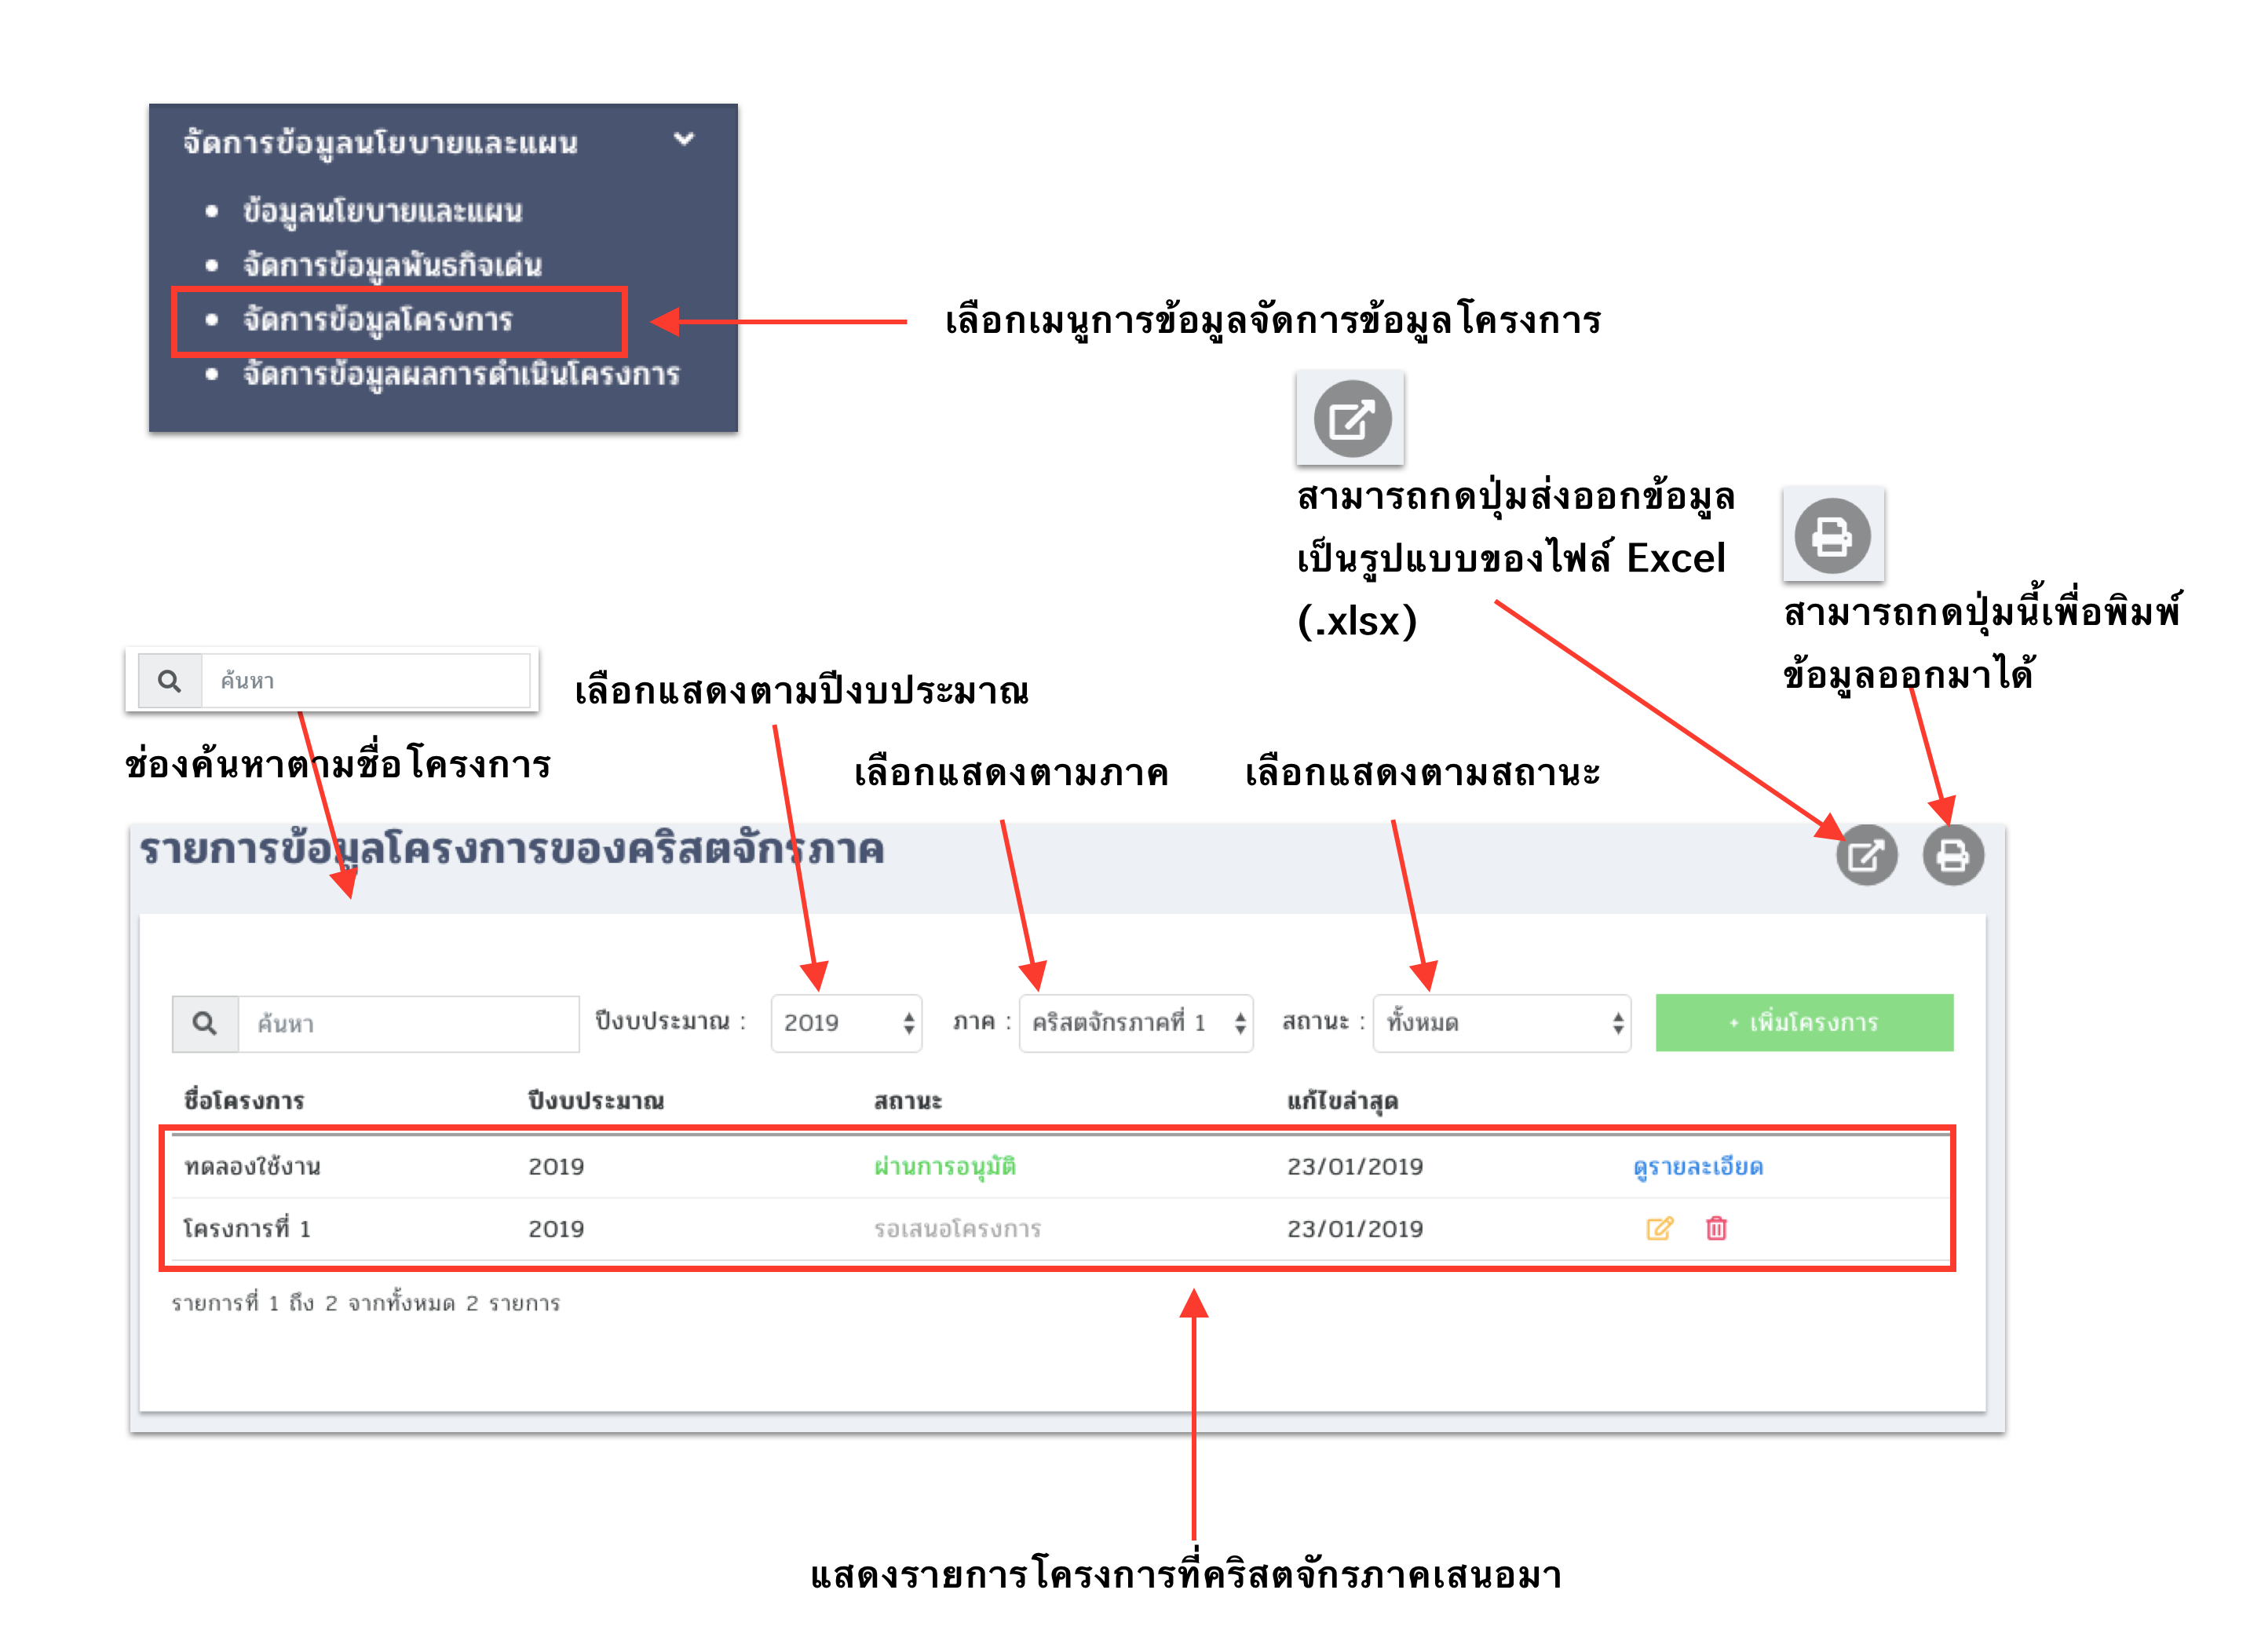 จัดการข้อมูลนโยบายและแผน
• ข้อมูลนโยบายและแผน
• จัดการข้อมูลพันธกิจเด่น
• จัดการข้อมูลโครงการ
• จัดการข้อมูลผลการดำเนินโครงการ
เลือกเมนูการข้อมูลจัดการข้อมูลโครงการ
สามารถกดปุ่มส่งออกข้อมูล
เป็นรูปแบบของไฟล์ Excel
(.xlsx)
สามารถกดปุ่มนี้เพื่อพิมพ์
ข้อมูลออกมาได้
ค้นหา
ช่องค้นหาตามชื่อโครงการ
เลือกแสดงตามปีงบประมาณ
เลือกแสดงตามภาค
เลือกแสดงตามสถานะ
รายการข้อมูลโครงการของคริสตจักรภาค
ค้นหา ปีงบประมาณ : 2019 ภาค : คริสตจักรภาคที่ 1 สถานะ : ทั้งหมด + เพิ่มโครงการ
ชื่อโครงการ ปีงบประมาณ สถานะ แก้ไขล่าสุด
ทดลองใช้งาน 2019 ผ่านการอนุมัติ 23/01/2019 ดูรายละเอียด
โครงการที่ 1 2019 รอเสนอโครงการ 23/01/2019
รายการที่ 1 ถึง 2 จากทั้งหมด 2 รายการ
แสดงรายการโครงการที่คริสตจักรภาคเสนอมา